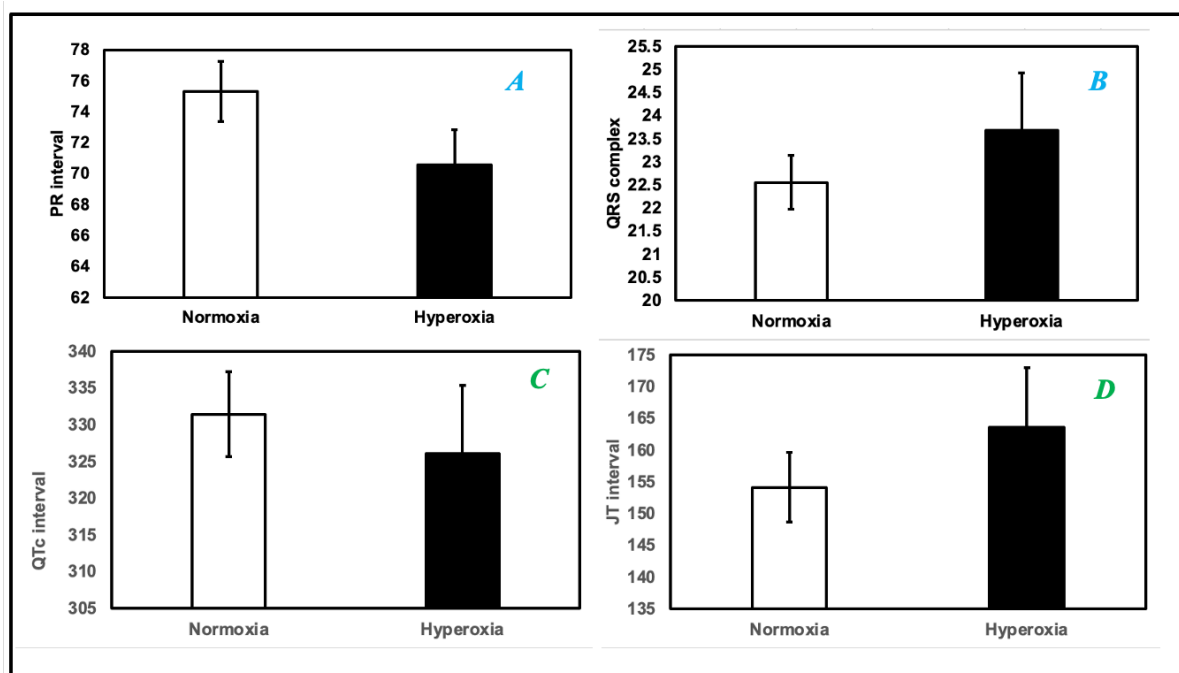 A
PR interval
78
76
74
72
70
68
66
64
62
Normoxia
Hyperoxia
B
QRS complex
25.5
25
24.5
24
23.5
23
22.5
22
21.5
21
20.5
20
Normoxia
Hyperoxia
C
QTc interval
340
335
330
325
320
315
310
305
Normoxia
Hyperoxia
D
JT interval
175
170
165
160
155
150
145
140
135
Normoxia
Hyperoxia